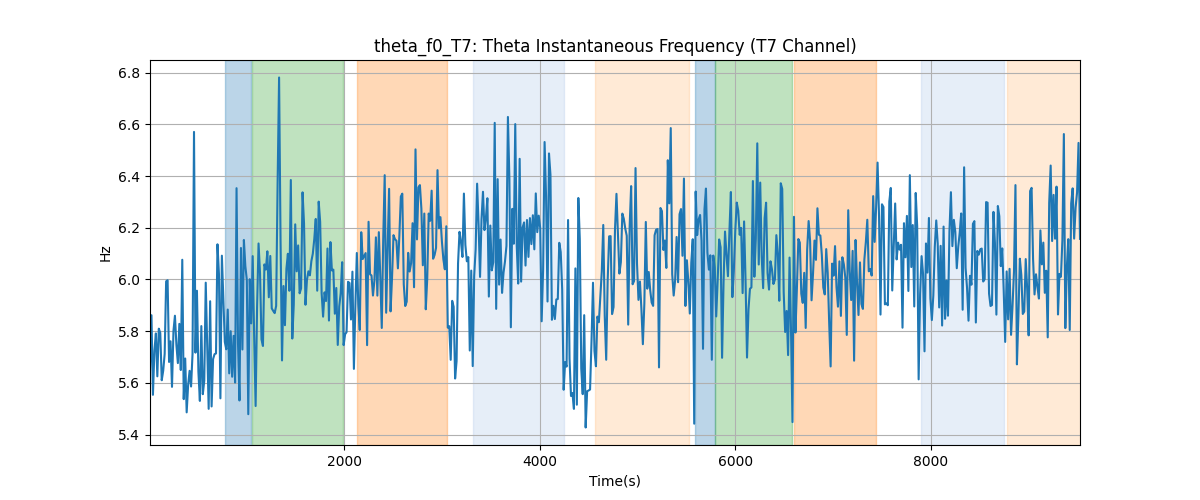 theta_f0_T7: Theta Instantaneous Frequency (T7 Channel)
6.8
6.6
6.4
6.2
6.0
5.8
5.6
5.4
Hz
2000 4000 6000 8000
Time(s)